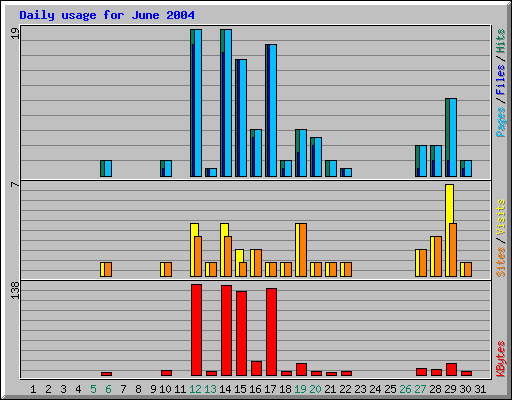 Daily usage for June 2004
19
Pages / Files / Hits
7
Sites / Visits
138
KBytes
1 2 3 4 5 6 7 8 9 10 11 12 13 14 15 16 17 18 19 20 21 22 23 24 25 26 27 28 29 30 31